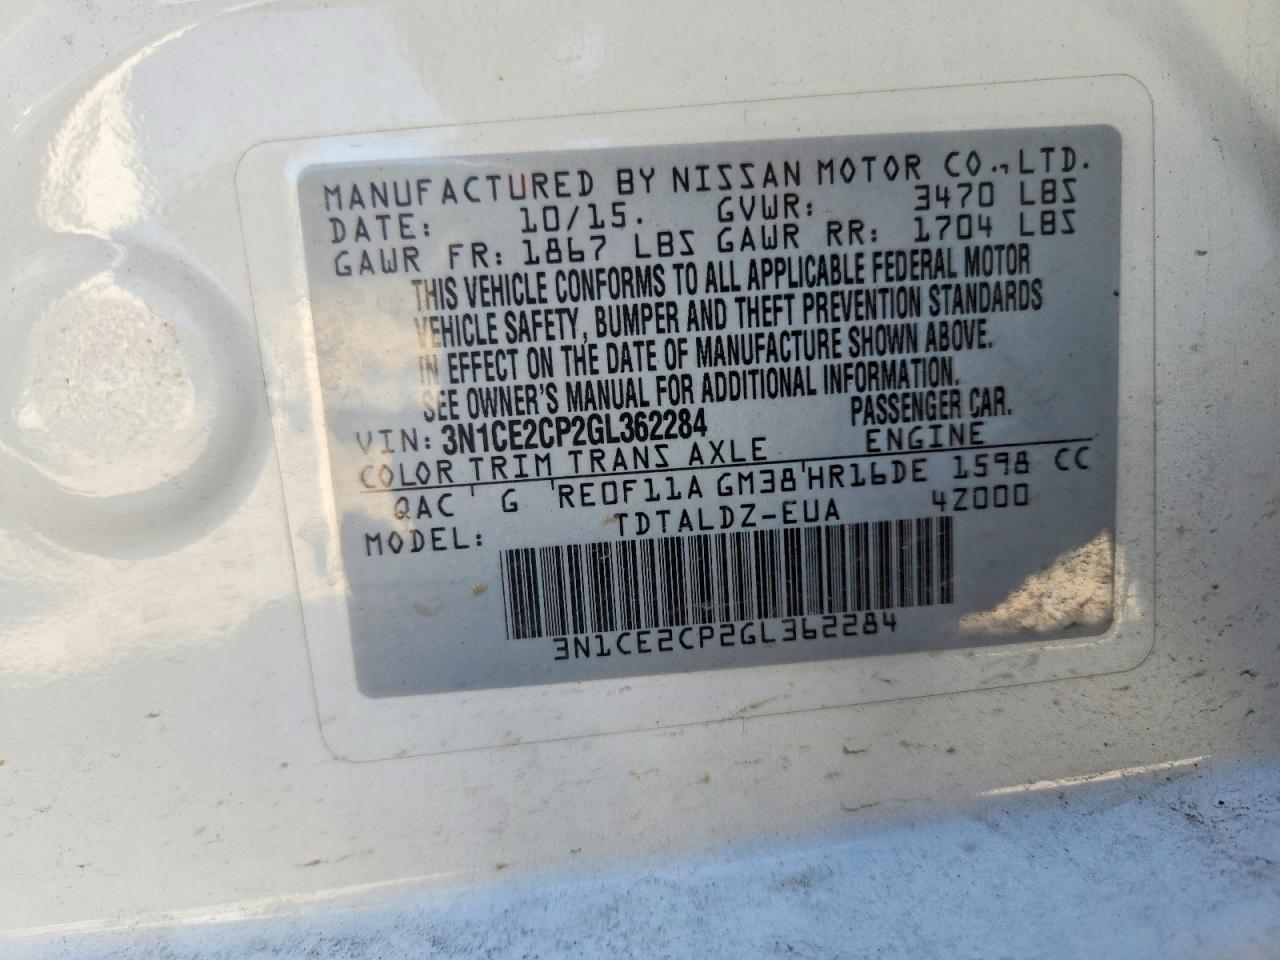 MANUFACTURED BY NISSAN MOTOR CO., LTD.
DATE: 10/15. GVWR: 3470 LBS
GAWR FR: 1867 LBS GAWR RR: 1704 LBS
THIS VEHICLE CONFORMS TO ALL APPLICABLE FEDERAL MOTOR
VEHICLE SAFETY, BUMPER AND THEFT PREVENTION STANDARDS
IN EFFECT ON THE DATE OF MANUFACTURE SHOWN ABOVE.
SEE OWNER'S MANUAL FOR ADDITIONAL INFORMATION.
VIN: 3N1CE2CP2GL362284 PASSENGER CAR.
COLOR TRIM TRANS AXLE ENGINE
QAC ' G ' RE0F11A GM38 ' HR16DE 1598 CC
MODEL: TDTALDZ-EUA 4Z000
3N1CE2CP2GL362284